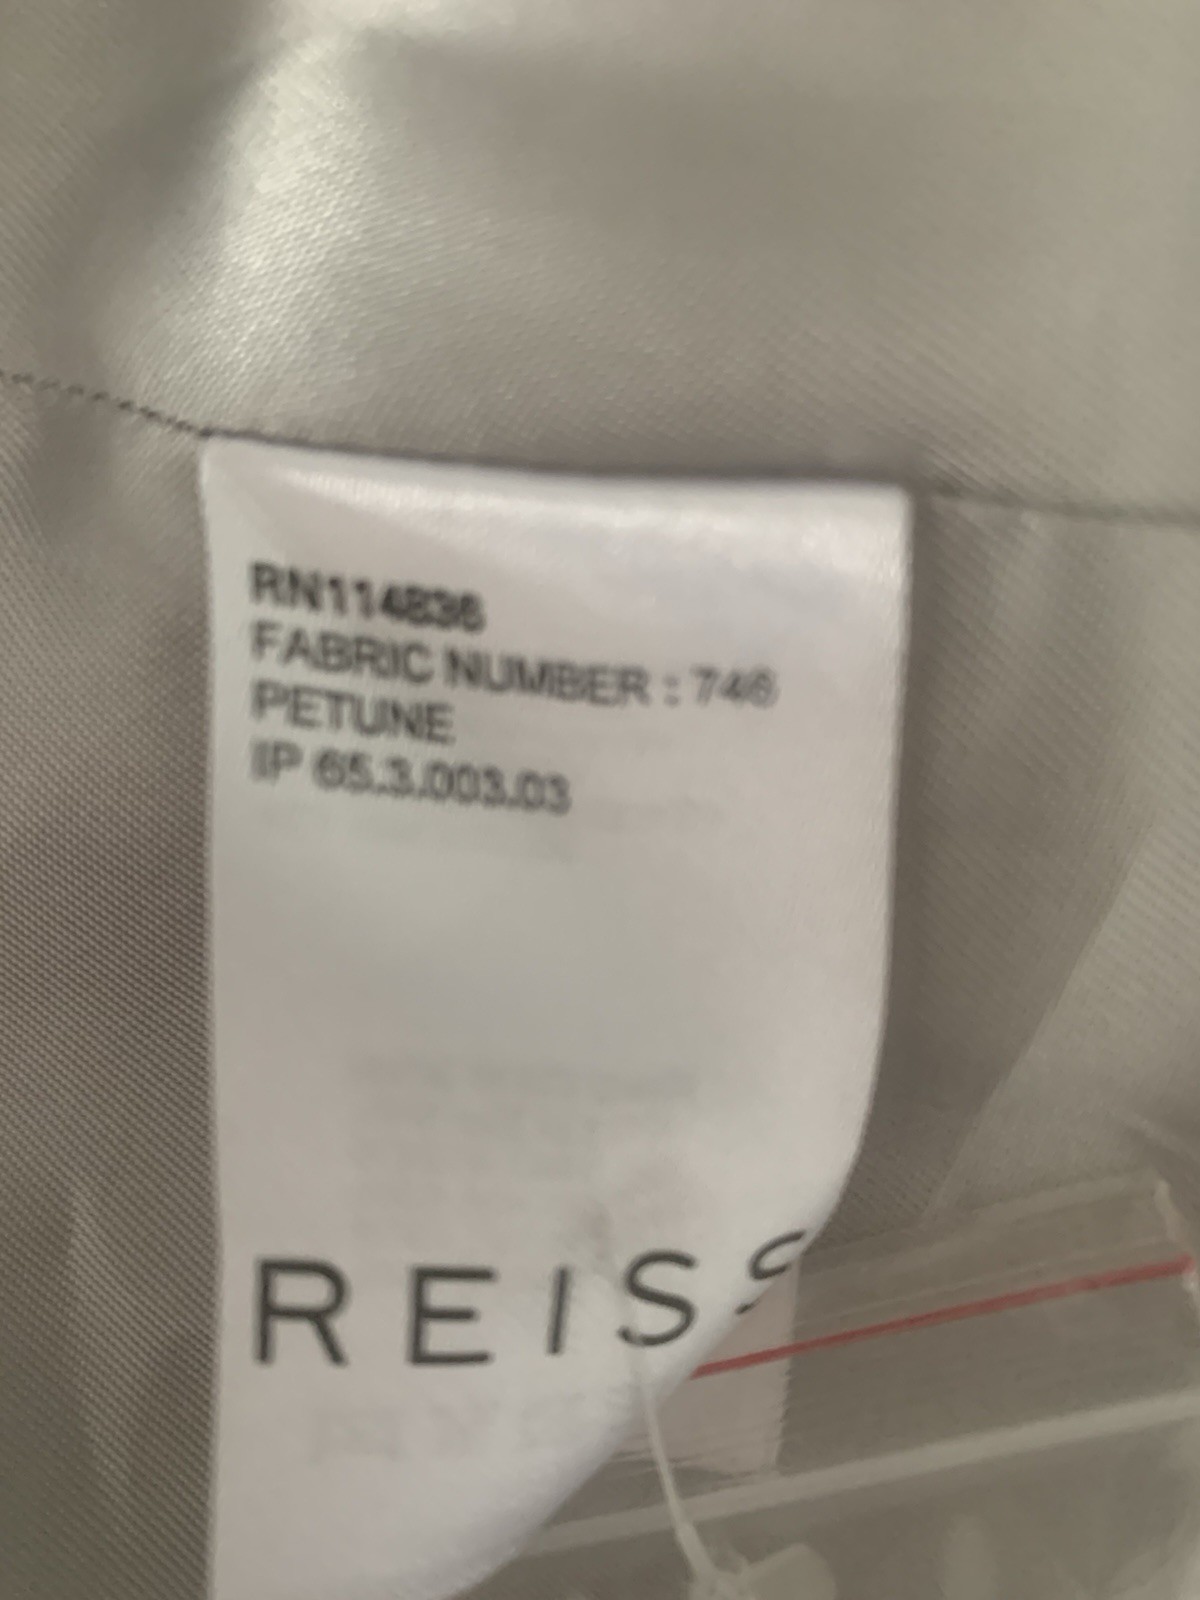 RN114836
FABRIC NUMBER : 746
PETUNE
IP 65.3.003.03
REISS